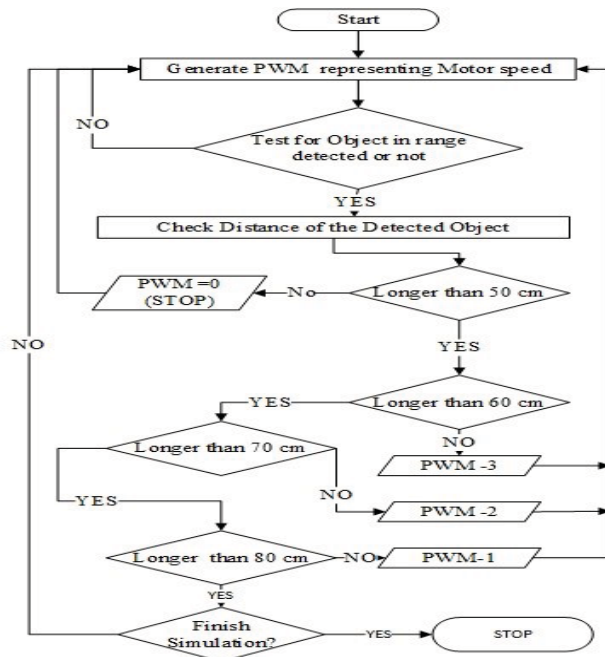 Start
Generate PWM representing Motor speed
NO
Test for Object in range
detected or not
YES
Check Distance of the Detected Object
PWM =0
(STOP)
No
Longer than 50 cm
NO
YES
YES
Longer than 60 cm
NO
Longer than 70 cm
PWM -3
NO
YES
PWM -2
Longer than 80 cm
NO
PWM-1
YES
Finish
Simulation?
YES
STOP